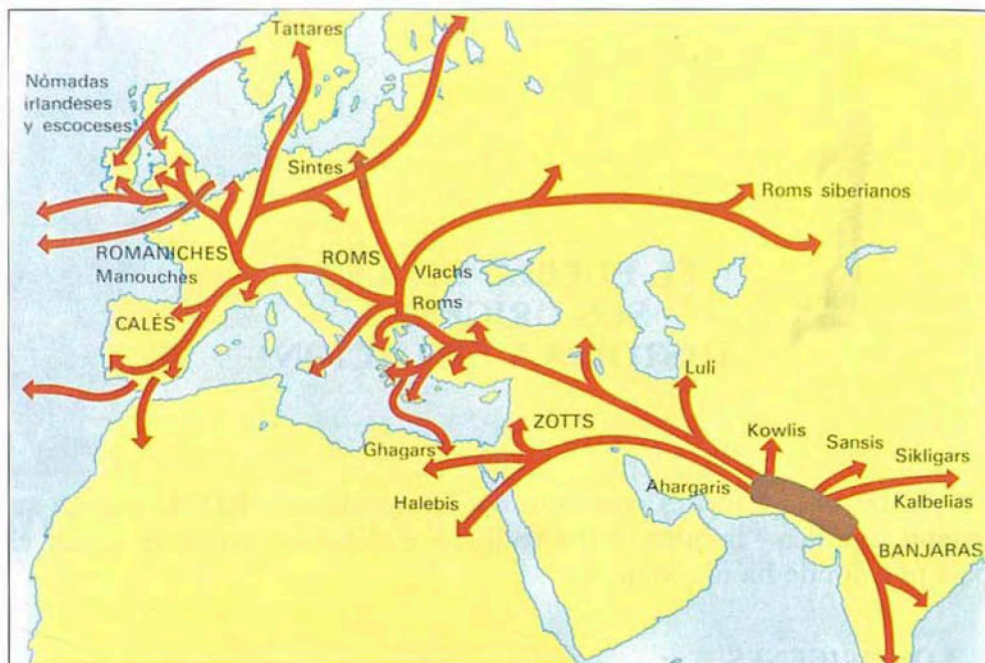 Tattares
Nómadas
irlandeses
y escoceses
Sintes
Roms siberianos
ROMANICHES
Manouches
ROMS
Vlachs
Roms
CALÉS
Luli
ZOTTS
Kowlis
Sansis
Ghagars
Sikligars
Ahargaris
Halebis
Kalbelias
BANJARAS